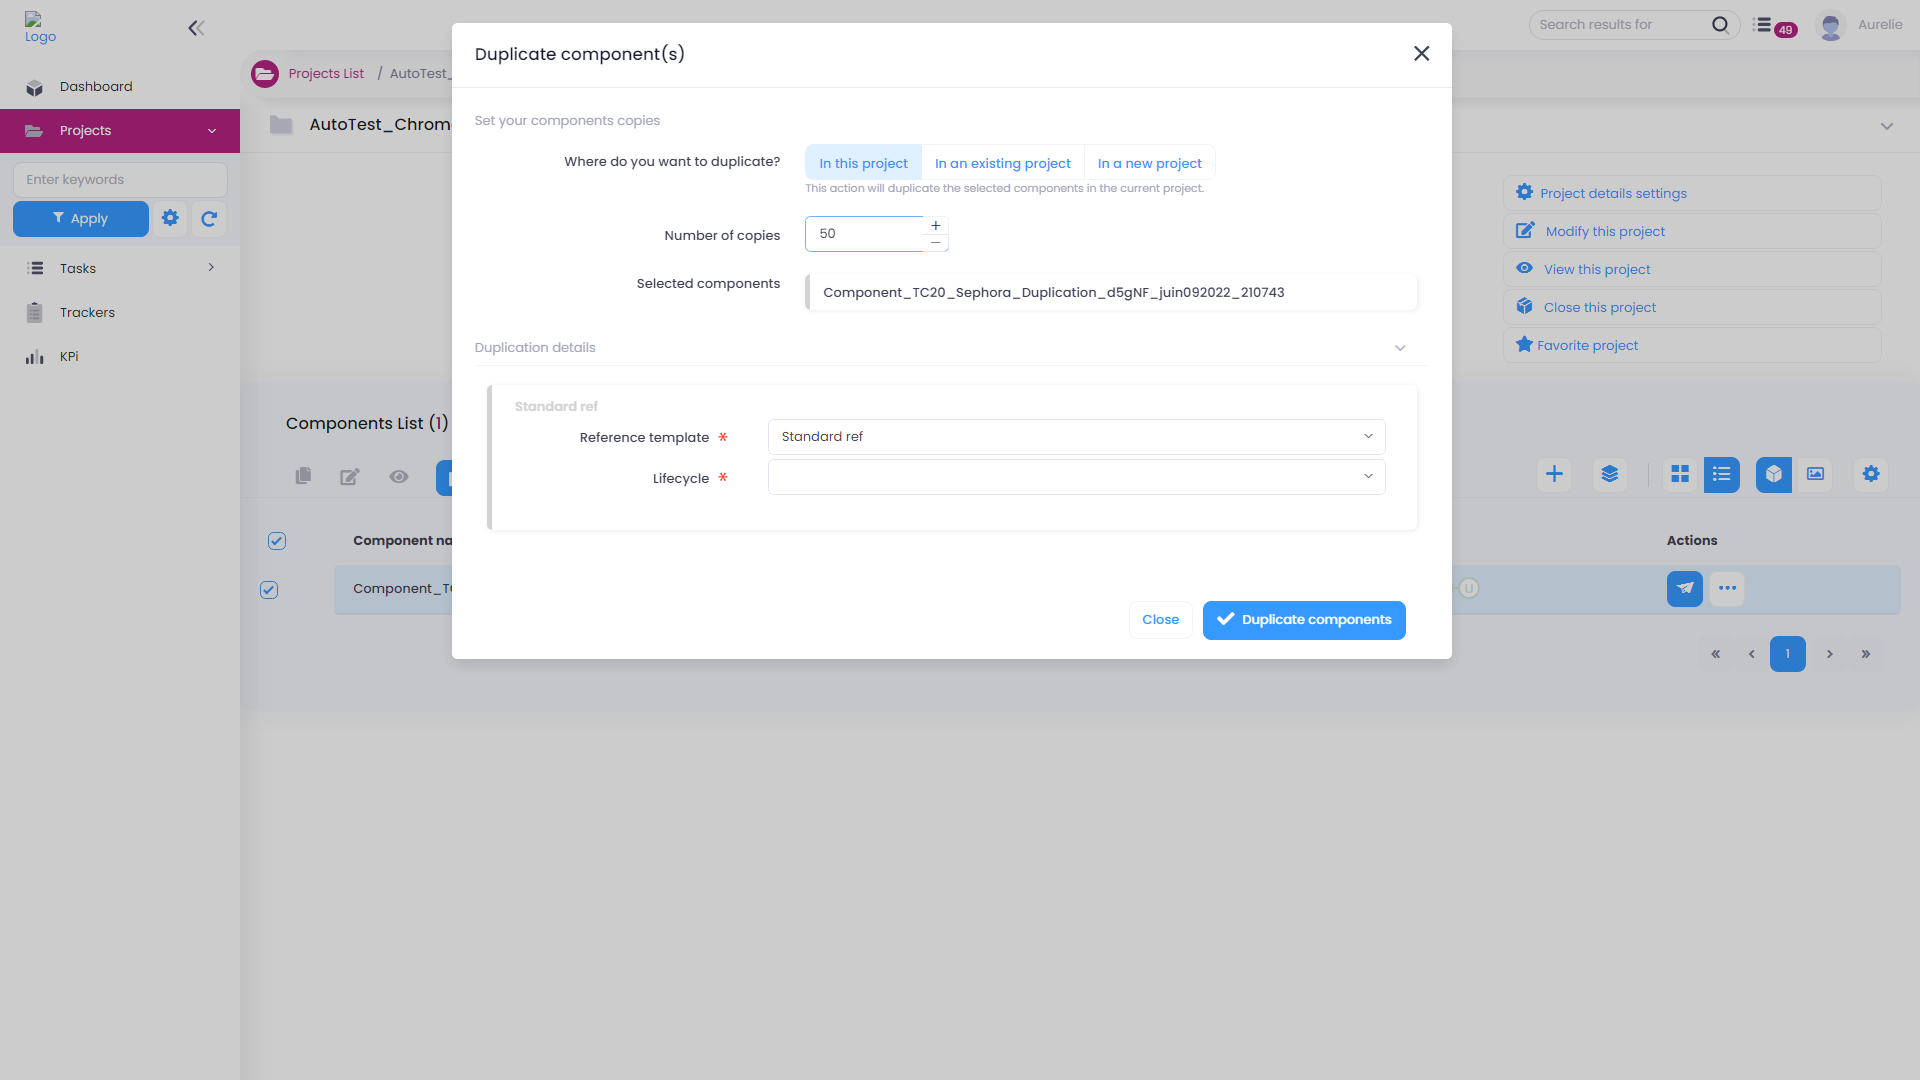 Logo
Dashboard
Projects
Enter keywords
Apply
Tasks
Trackers
KPi
Search results for
49
Aurelie
Projects List / AutoTest_
AutoTest_Chrom
Project details settings
Modify this project
View this project
Close this project
Favorite project
Components List (1)
Component na
Actions
Component_T
U
« ‹ 1 › »
Duplicate component(s)
Set your components copies
Where do you want to duplicate?
In this project
In an existing project
In a new project
This action will duplicate the selected components in the current project.
Number of copies
50
Selected components
Component_TC20_Sephora_Duplication_d5gNF_juin092022_210743
Duplication details
Standard ref
Reference template *
Standard ref
Lifecycle *
Close
Duplicate components